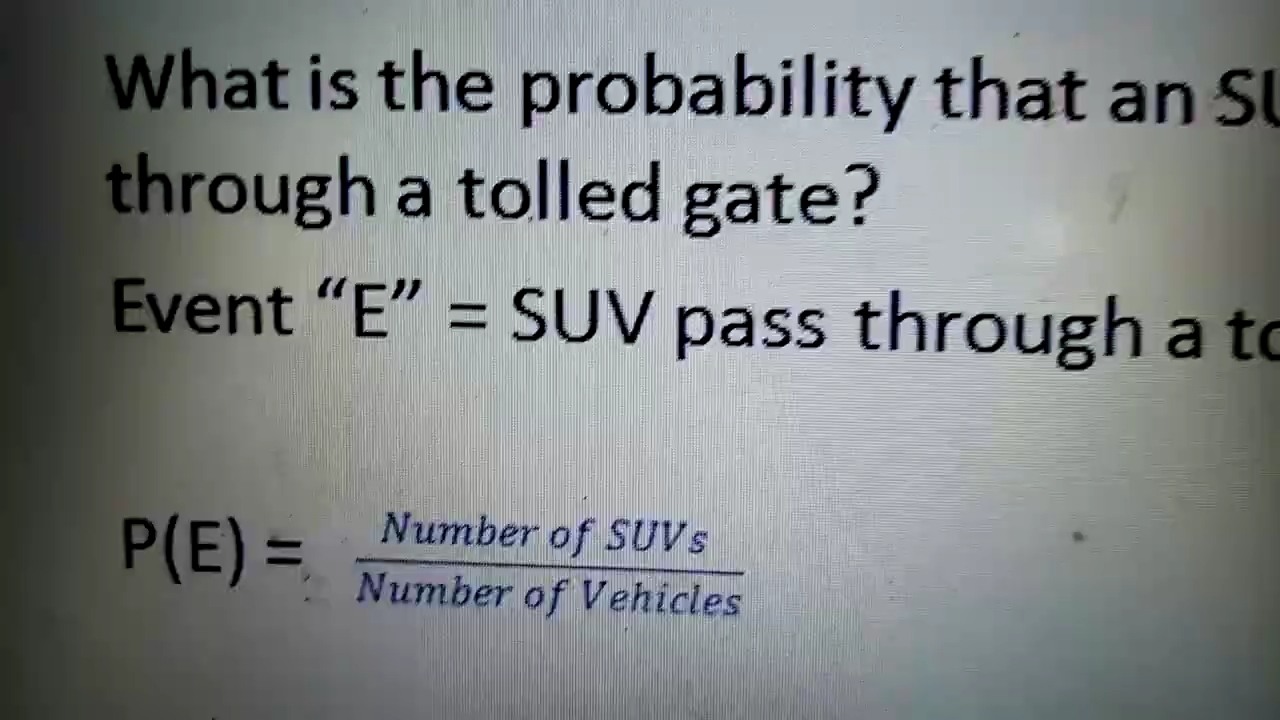 What is the probability that an
through a tolled gate?
Event “E” = SUV pass through a
P(E) =
Number of SUVs
Number of Vehicles